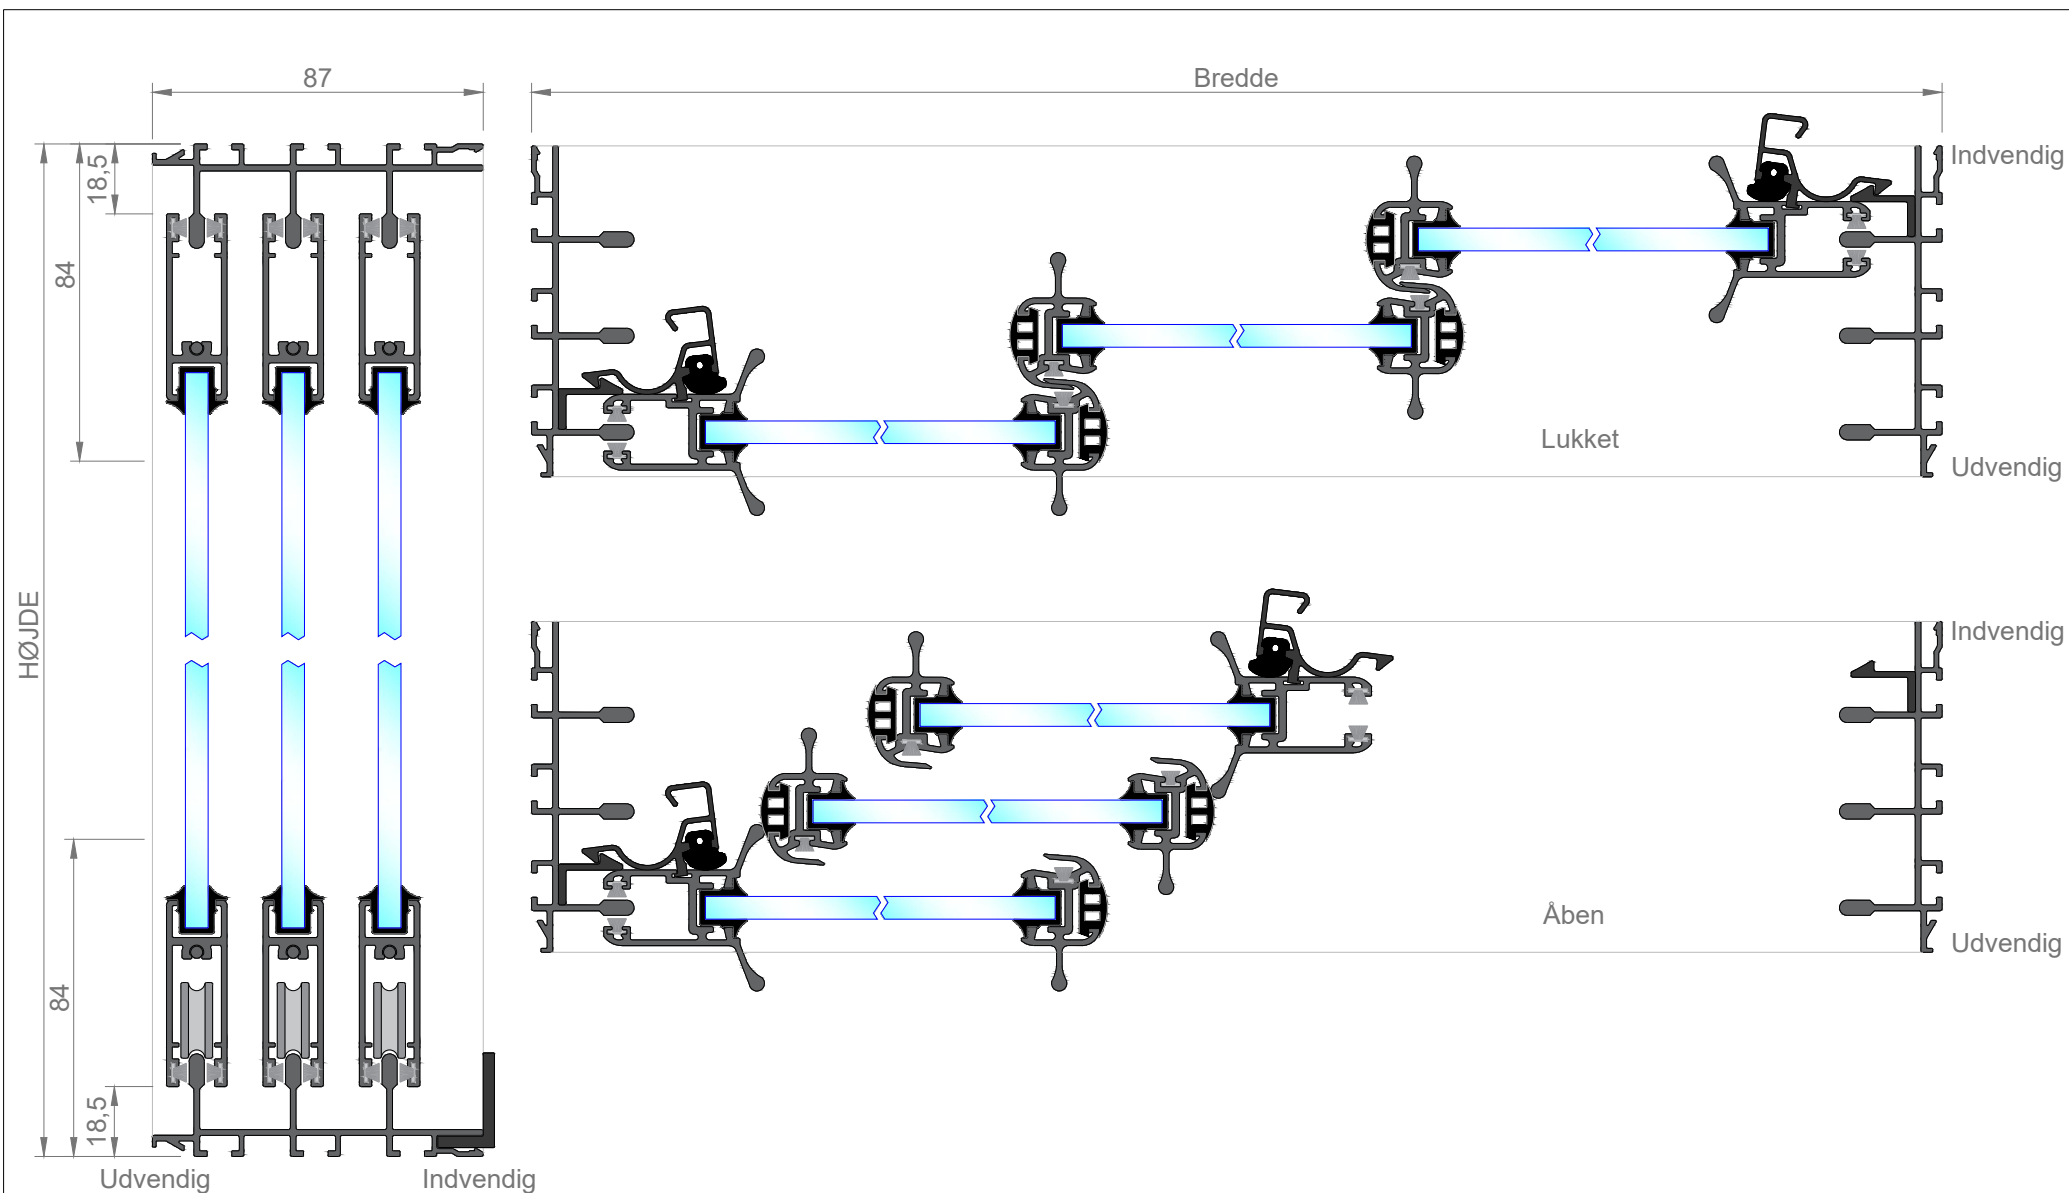 87
Bredde
18,5
84
HØJDE
84
18,5
Udvendig
Indvendig
Indvendig
Lukket
Udvendig
Indvendig
Åben
Udvendig